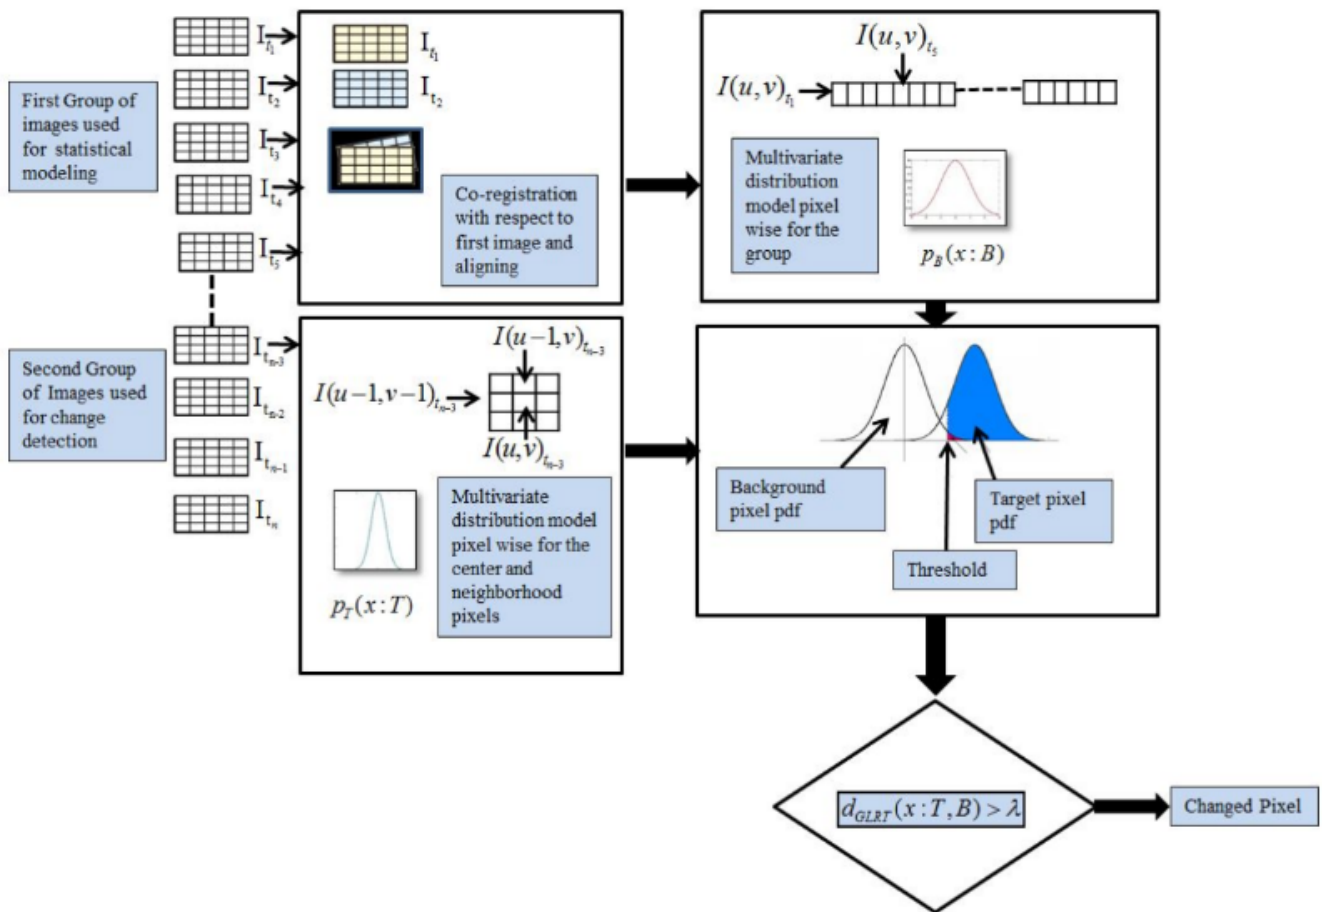 I_{t_1}
I_{t_2}
I_{t_3}
I_{t_4}
I_{t_5}
First Group of
images used
for statistical
modeling
I_{t_1}
I_{t_2}
Co-registration
with respect to
first image and
aligning
I(u,v)_{t_5}
I(u,v)_{t_1}
Multivariate
distribution
model pixel
wise for the
group
p_B(x:B)
I_{t_{n-3}}
I_{t_{n-2}}
I_{t_{n-1}}
I_{t_n}
Second Group
of Images used
for change
detection
I(u-1,v)_{t_{n-3}}
I(u-1,v-1)_{t_{n-3}}
I(u,v)_{t_{n-3}}
p_T(x:T)
Multivariate
distribution model
pixel wise for the
center and
neighborhood
pixels
Background
pixel pdf
Target pixel
pdf
Threshold
d_{GLRT}(x:T,B)>λ
Changed Pixel